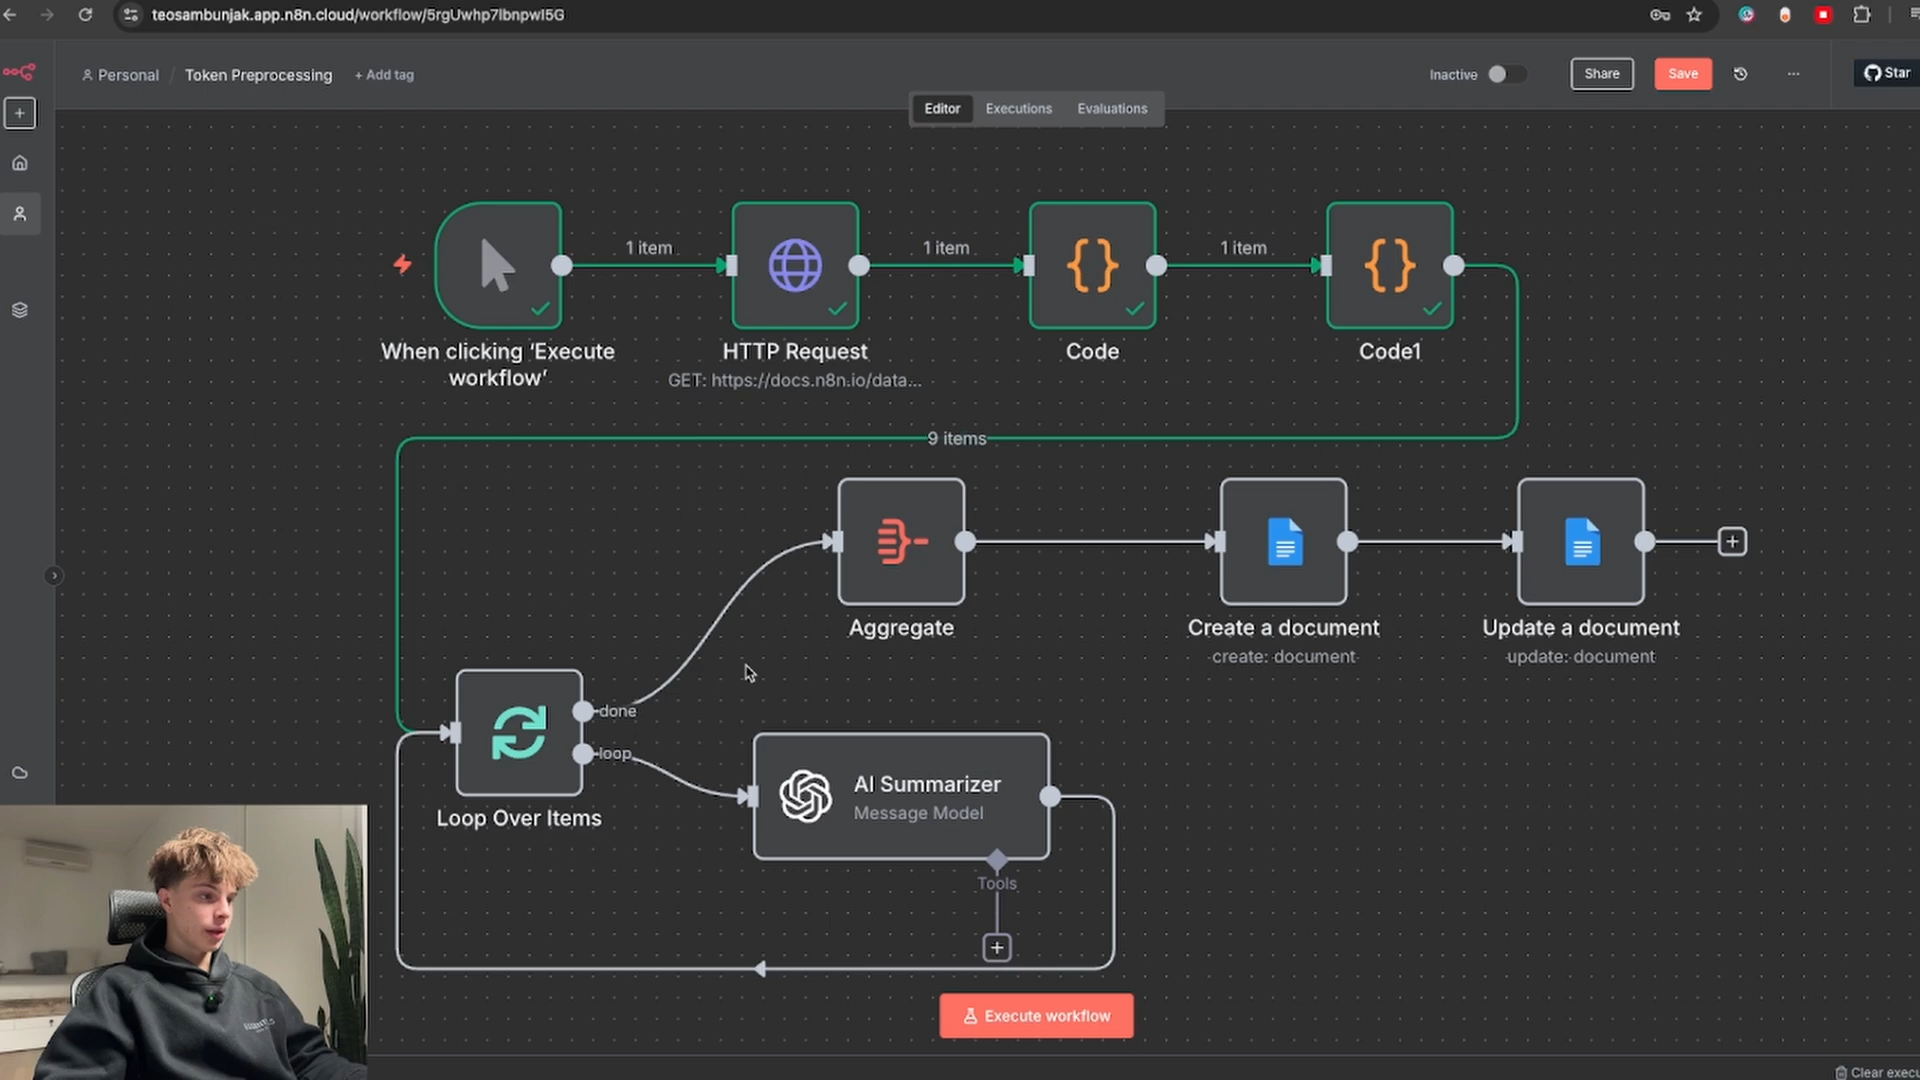 teosambunjak.app.n8n.cloud/workflow/5rgUwhp7lbnpwI5G
Personal / Token Preprocessing + Add tag
Inactive
Share
Save
Star
Editor Executions Evaluations
1 item
1 item
1 item
When clicking ‘Execute
workflow’
HTTP Request
GET: https://docs.n8n.io/data...
Code
Code1
9 items
Aggregate
Create a document
create: document
Update a document
update: document
done
loop
Loop Over Items
AI Summarizer
Message Model
Tools
Execute workflow
Clear execu